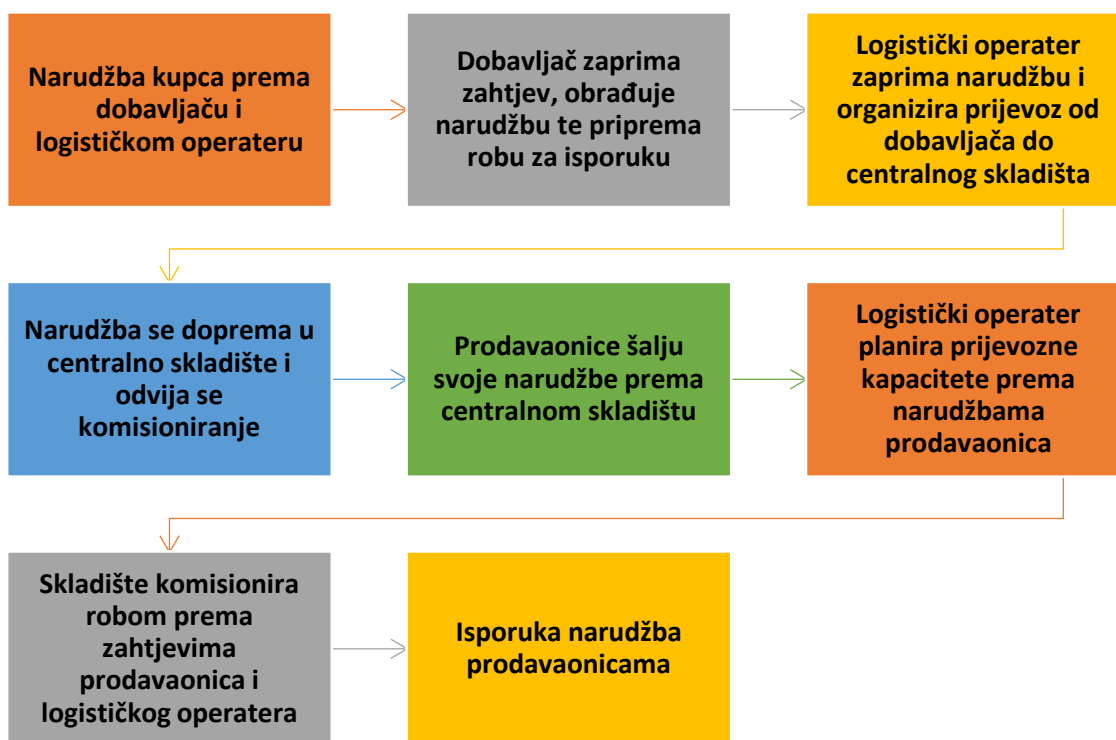 Narudžba kupca prema
dobavljaču i
logističkom operateru
Dobavljač zaprima
zahtjev, obrađuje
narudžbu te priprema
robu za isporuku
Logistički operater
zaprima narudžbu i
organizira prijevoz od
dobavljača do
centralnog skladišta
Narudžba se doprema u
centralno skladište i
odvija se
komisioniranje
Prodavaonice šalju
svoje narudžbe prema
centralnom skladištu
Logistički operater
planira prijevozne
kapacitete prema
narudžbama
prodavaonica
Skladište komisionira
robom prema
zahtjevima
prodavaonica i
logističkog operatera
Isporuka narudžba
prodavaonicama